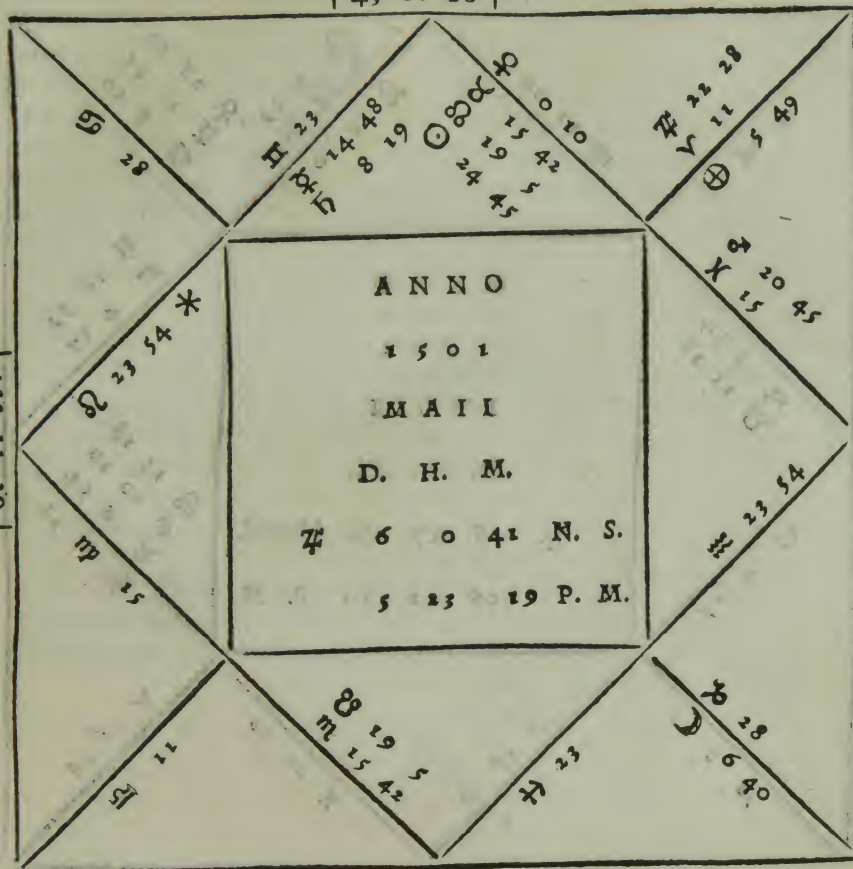 ♋ 28
♊ 23
☿ 14 48
♄ 8 19
♉ 15 42
☊ 19 5
☉ 24 45
♀ 0 10
♃ 22 28
♈ 11
⊕ 5 49
♂ 20 45
♓ 15
♌ 23 54 ✶
ANNO
1501
MAII
D. H. M.
♃ 6 0 41 N. S.
5 23 19 P. M.
♒ 23 54
♍ 15
♎ 11
☋ 19 5
♏ 15 42
♐ 23
♑ 28
☽ 6 40